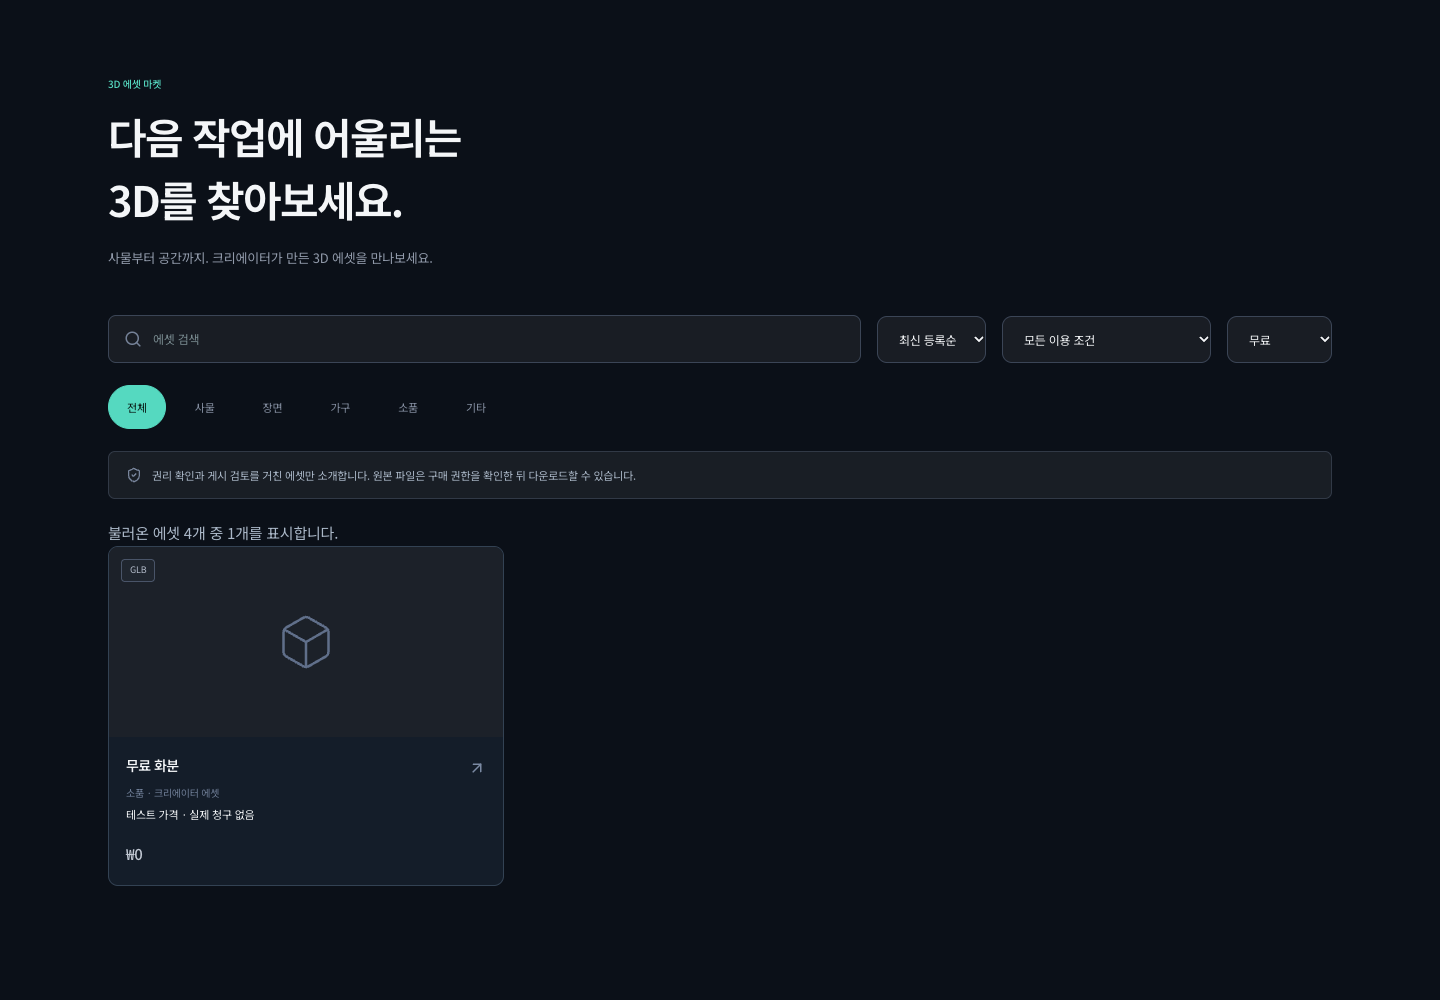 3D 에셋 마켓
다음 작업에 어울리는
3D를 찾아보세요.
사물부터 공간까지. 크리에이터가 만든 3D 에셋을 만나보세요.
에셋 검색
최신 등록순
모든 이용 조건
무료
전체
사물
장면
가구
소품
기타
권리 확인과 게시 검토를 거친 에셋만 소개합니다. 원본 파일은 구매 권한을 확인한 뒤 다운로드할 수 있습니다.
불러온 에셋 4개 중 1개를 표시합니다.
GLB
무료 화분
소품 · 크리에이터 에셋
테스트 가격 · 실제 청구 없음
₩0